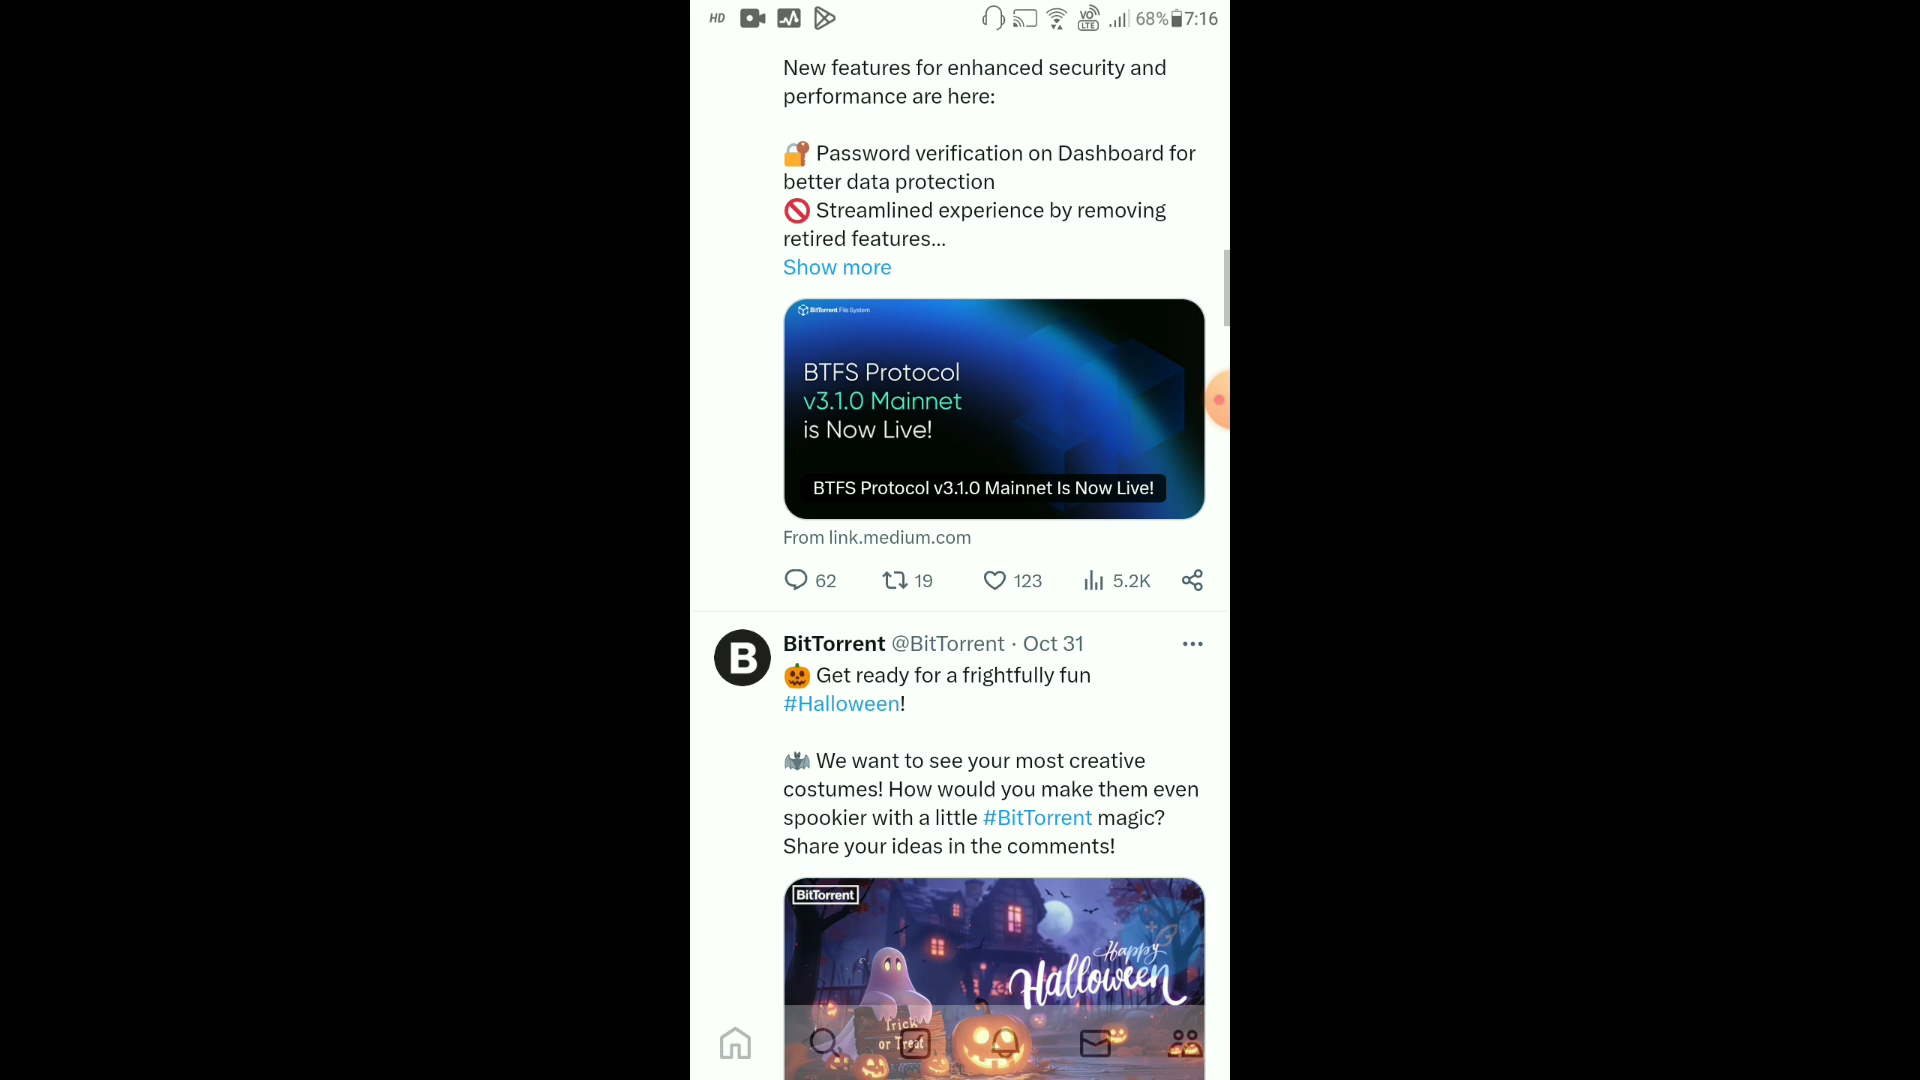 HD
VO
LTE
68%
7:16
New features for enhanced security and
performance are here:
Password verification on Dashboard for
better data protection
Streamlined experience by removing
retired features...
Show more
BitTorrent File System
BTFS Protocol
v3.1.0 Mainnet
is Now Live!
BTFS Protocol v3.1.0 Mainnet Is Now Live!
From link.medium.com
62
19
123
5.2K
B
BitTorrent @BitTorrent · Oct 31
Get ready for a frightfully fun
#Halloween!
We want to see your most creative
costumes! How would you make them even
spookier with a little #BitTorrent magic?
Share your ideas in the comments!
BitTorrent
Happy
Halloween
Trick
or Treat